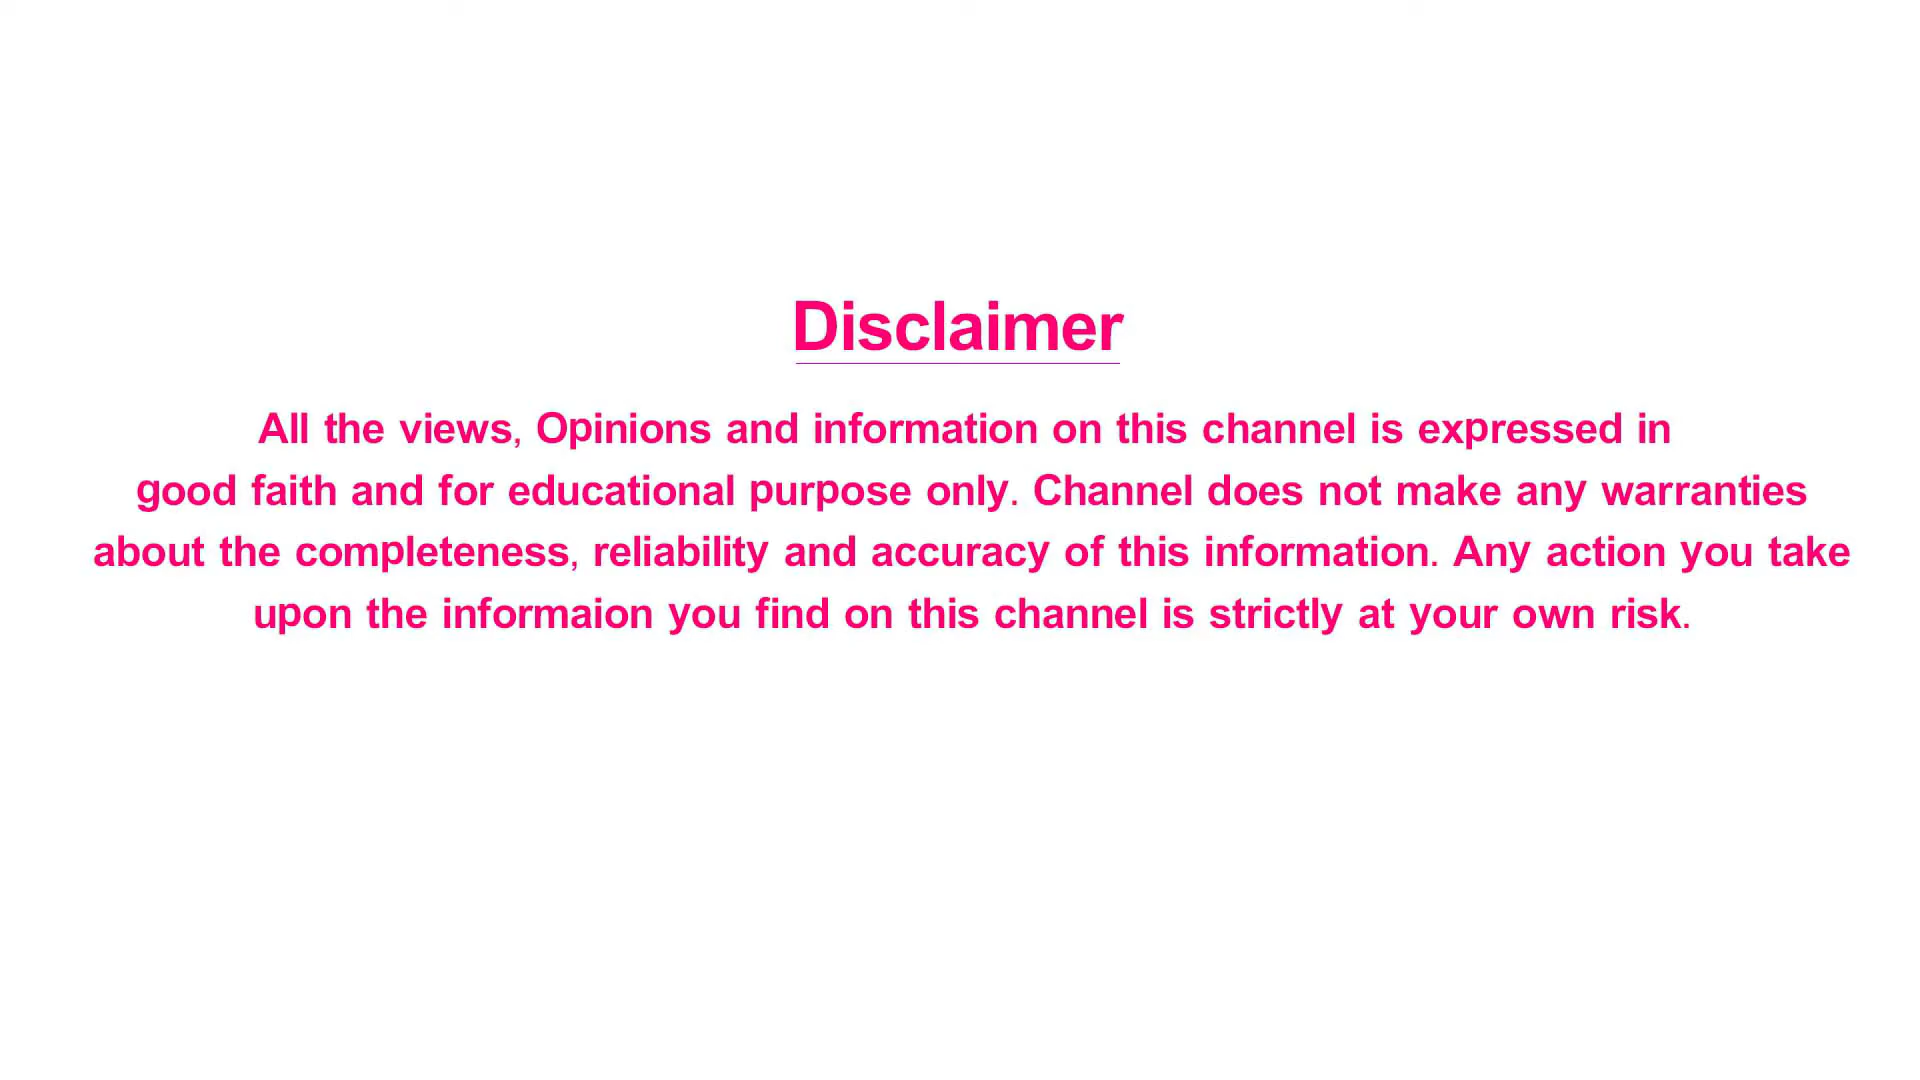 Disclaimer
All the views, Opinions and information on this channel is expressed in
good faith and for educational purpose only. Channel does not make any warranties
about the completeness, reliability and accuracy of this information. Any action you take
upon the informaion you find on this channel is strictly at your own risk.